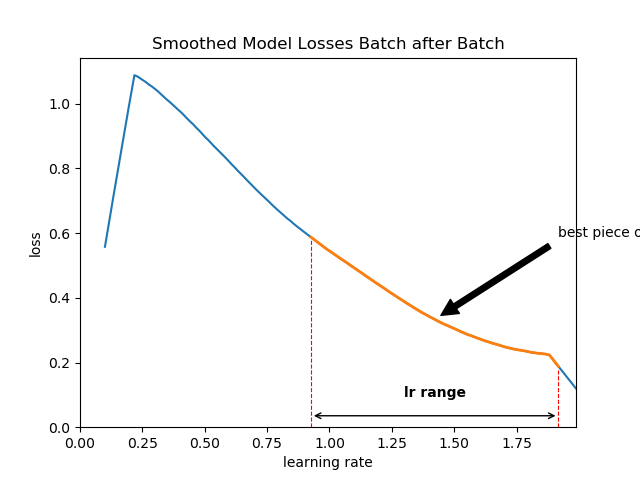 Smoothed Model Losses Batch after Batch
1.0
0.8
0.6
0.4
0.2
0.0
loss
best piece
lr range
0.00 0.25 0.50 0.75 1.00 1.25 1.50 1.75
learning rate